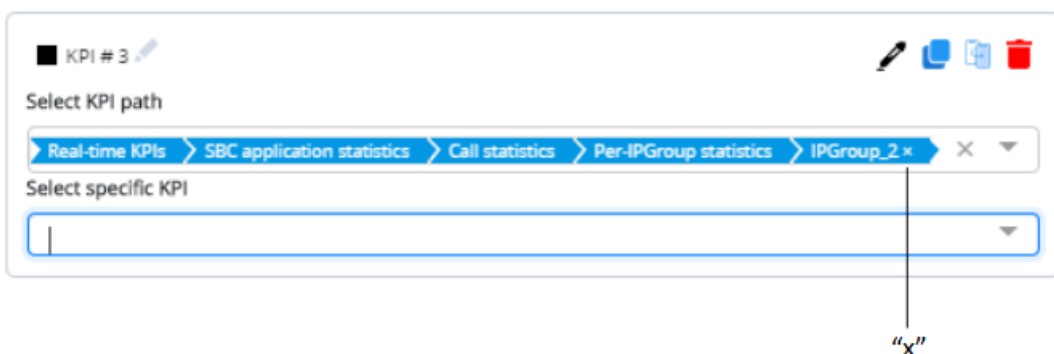 KPI # 3
Select KPI path
Real-time KPIs SBC application statistics Call statistics Per-IPGroup statistics IPGroup_2 ×
Select specific KPI
“x”